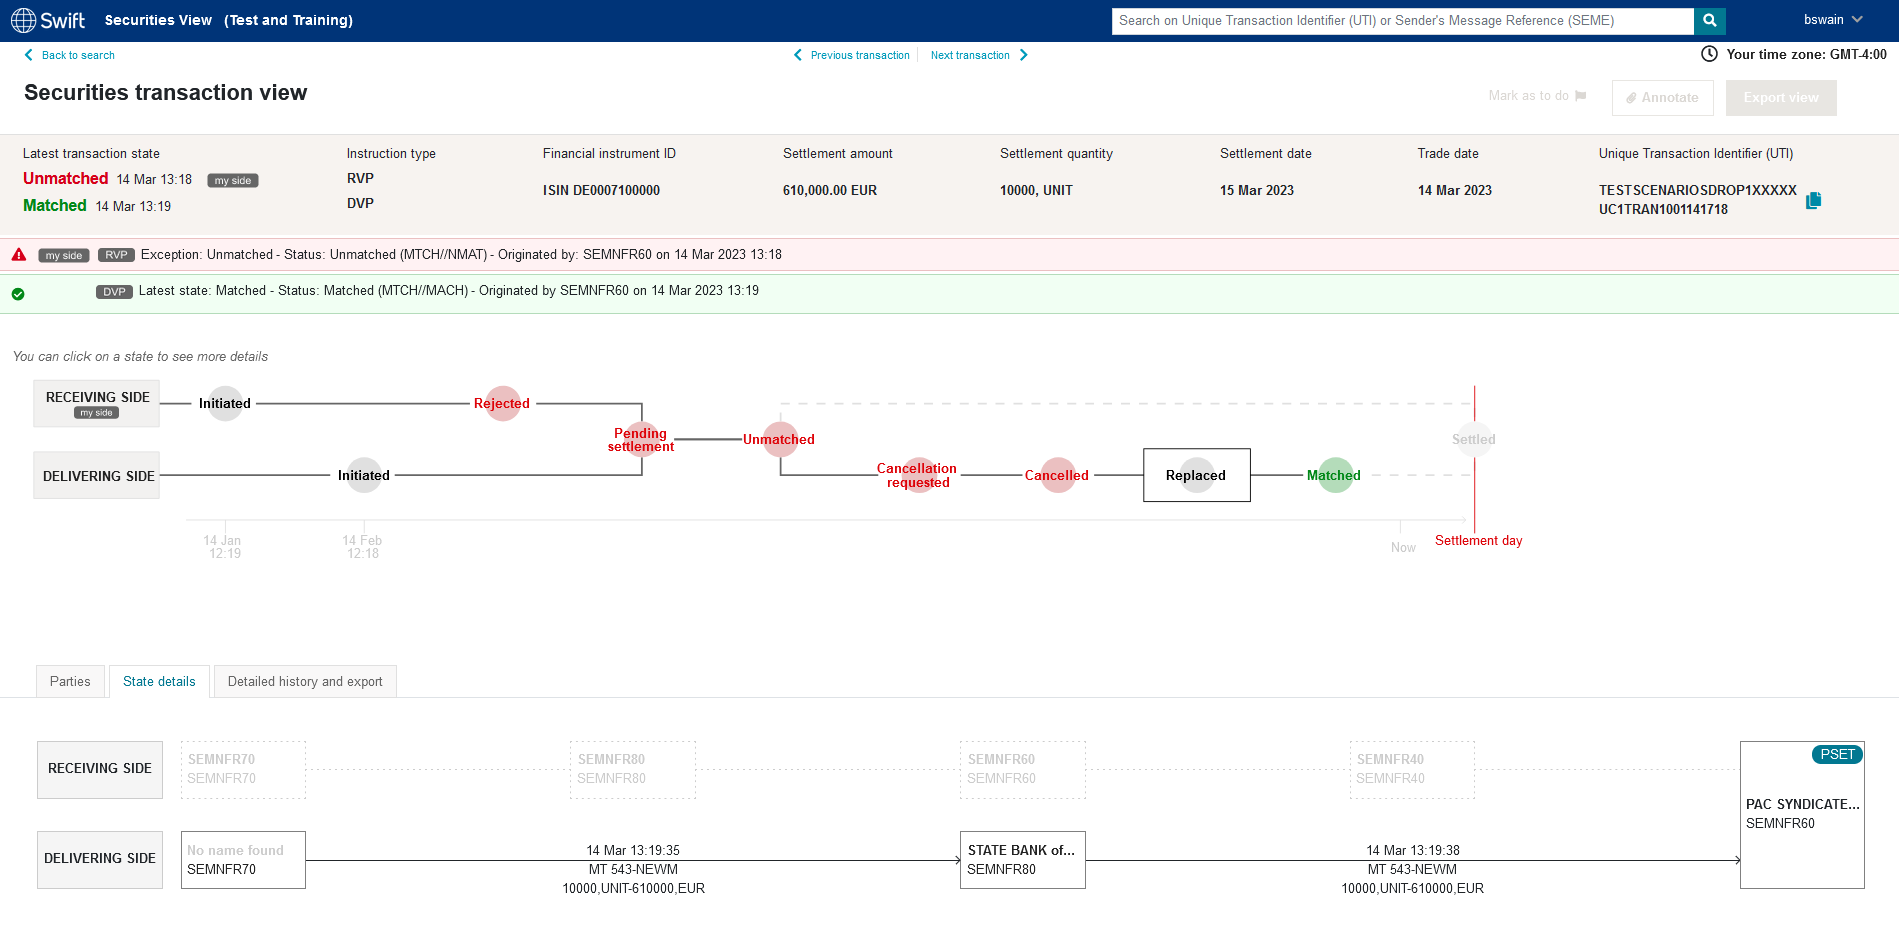 Swift Securities View (Test and Training)
Search on Unique Transaction Identifier (UTI) or Sender's Message Reference (SEME)
bswain
Back to search
Previous transaction
Next transaction
Your time zone: GMT-4:00
Securities transaction view
Mark as to do
Annotate
Export view
Latest transaction state
Unmatched 14 Mar 13:18 my side
Matched 14 Mar 13:19
Instruction type
RVP
DVP
Financial instrument ID
ISIN DE0007100000
Settlement amount
610,000.00 EUR
Settlement quantity
10000, UNIT
Settlement date
15 Mar 2023
Trade date
14 Mar 2023
Unique Transaction Identifier (UTI)
TESTSCENARIOSDROP1XXXXX
UC1TRAN1001141718
my side RVP Exception: Unmatched - Status: Unmatched (MTCH//NMAT) - Originated by: SEMNFR60 on 14 Mar 2023 13:18
DVP Latest state: Matched - Status: Matched (MTCH//MACH) - Originated by SEMNFR60 on 14 Mar 2023 13:19
You can click on a state to see more details
RECEIVING SIDE
my side
Initiated
Rejected
Pending
settlement
Unmatched
Settled
DELIVERING SIDE
Initiated
Cancellation
requested
Cancelled
Replaced
Matched
14 Jan
12:19
14 Feb
12:18
Now
Settlement day
Parties
State details
Detailed history and export
RECEIVING SIDE
SEMNFR70
SEMNFR70
SEMNFR80
SEMNFR80
SEMNFR60
SEMNFR60
SEMNFR40
SEMNFR40
PSET
PAC SYNDICATE...
SEMNFR60
DELIVERING SIDE
No name found
SEMNFR70
14 Mar 13:19:35
MT 543-NEWM
10000,UNIT-610000,EUR
STATE BANK of...
SEMNFR80
14 Mar 13:19:38
MT 543-NEWM
10000,UNIT-610000,EUR